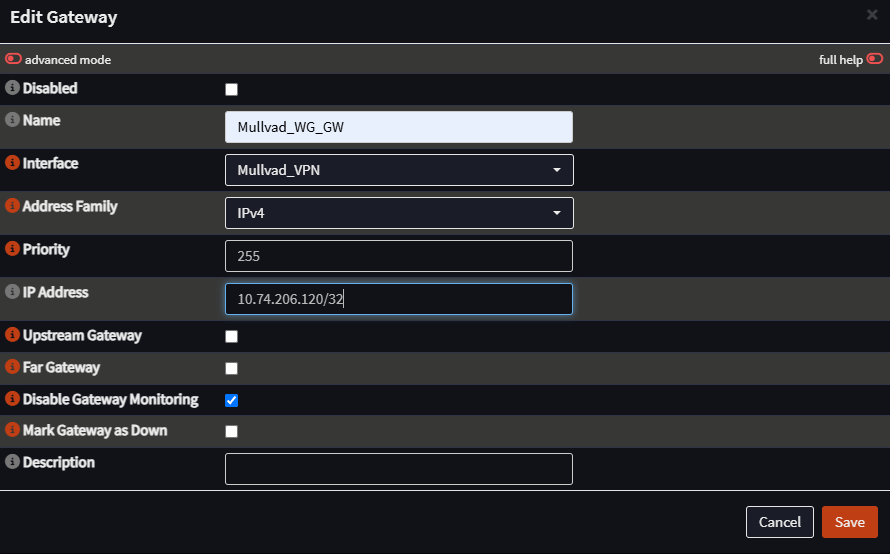 Edit Gateway
advanced mode full help
Disabled
Name Mullvad_WG_GW
Interface Mullvad_VPN
Address Family IPv4
Priority 255
IP Address 10.74.206.120/32
Upstream Gateway
Far Gateway
Disable Gateway Monitoring
Mark Gateway as Down
Description
Cancel Save